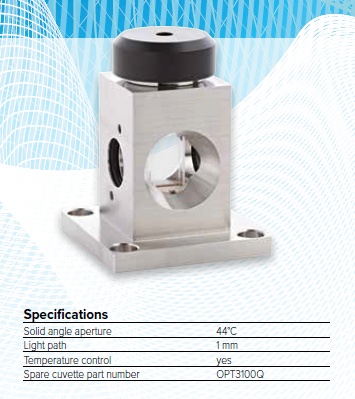 Specifications
Solid angle aperture 44°C
Light path 1 mm
Temperature control yes
Spare cuvette part number OPT3100Q